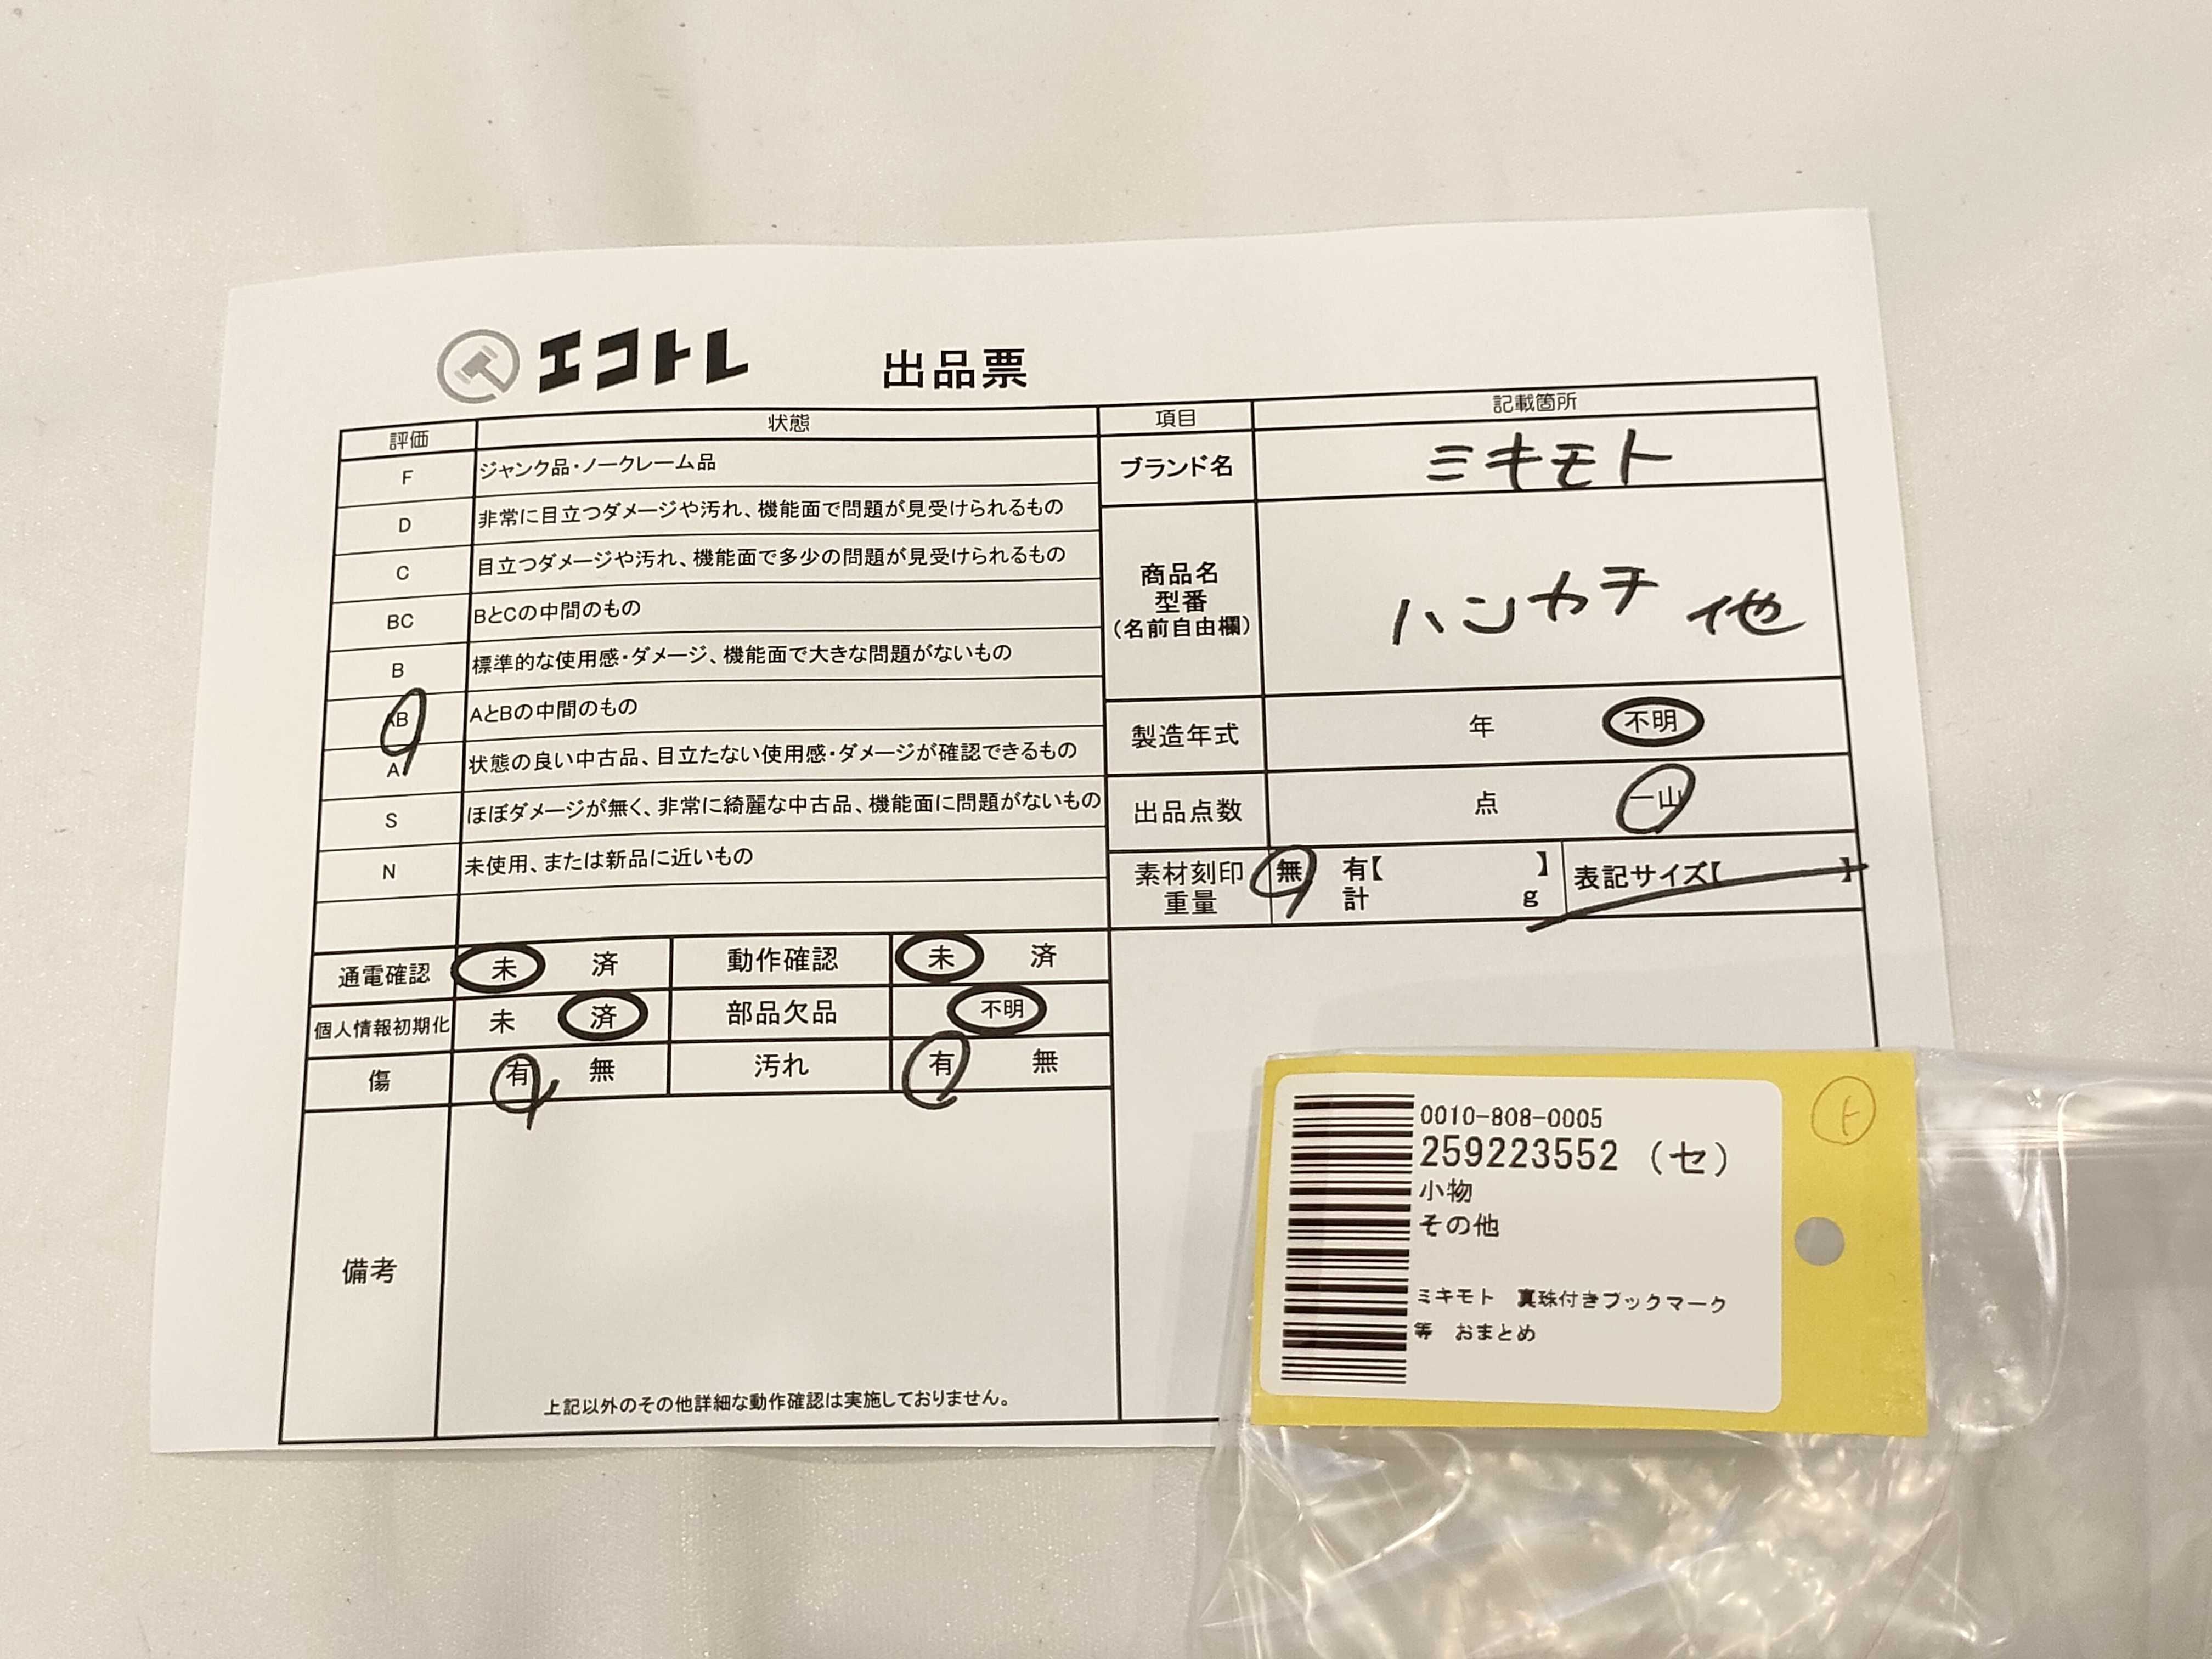 エコトレ 出品票
評価 状態 項目 記載箇所
F ジャンク品・ノークレーム品
D 非常に目立つダメージや汚れ、機能面で問題が見受けられるもの
C 目立つダメージや汚れ、機能面で多少の問題が見受けられるもの
BC BとCの中間のもの
B 標準的な使用感・ダメージ、機能面で大きな問題がないもの
AB AとBの中間のもの
A 状態の良い中古品、目立たない使用感・ダメージが確認できるもの
S ほぼダメージが無く、非常に綺麗な中古品、機能面に問題がないもの
N 未使用、または新品に近いもの
ブランド名 ミキモト
商品名
型番
(名前自由欄)
ハンカチ 他
製造年式 年 不明
出品点数 点 一山
素材刻印 無 有【 】 表記サイズ【 】
重量 計 g
通電確認 未 済 動作確認 未 済
個人情報初期化 未 済 部品欠品 不明
傷 有 無 汚れ 有 無
備考
上記以外のその他詳細な動作確認は実施しておりません。
ト
0010-808-0005
259223552 (セ)
小物
その他
ミキモト 真珠付きブックマーク
等 おまとめ